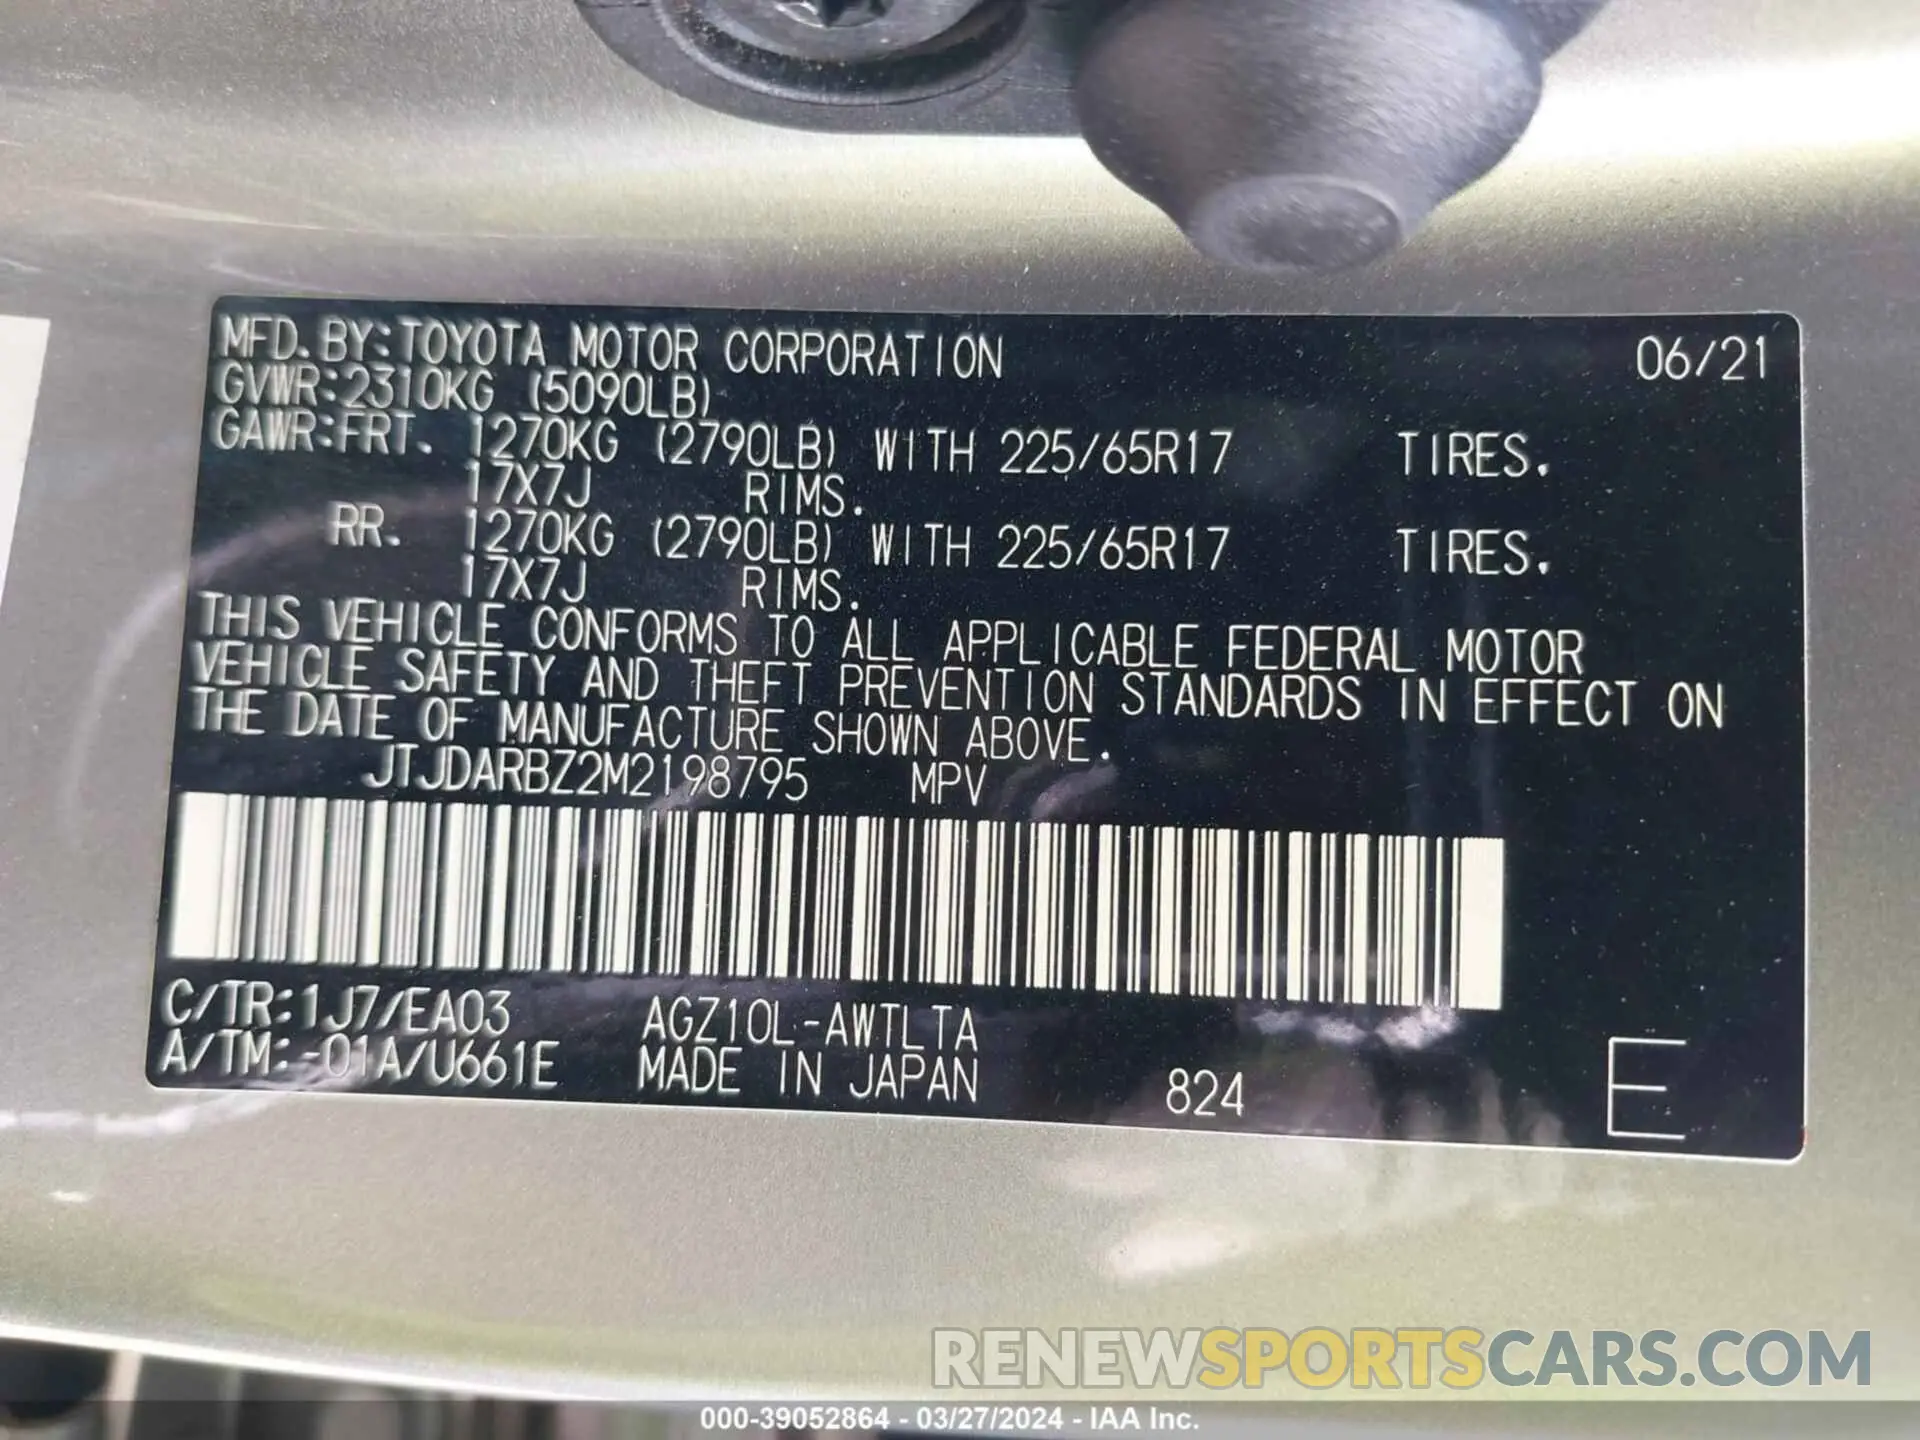 MFD.BY:TOYOTA MOTOR CORPORATION 06/21
GVWR:2310KG (5090LB)
GAWR:FRT. 1270KG (2790LB) WITH 225/65R17 TIRES.
17X7J RIMS.
RR. 1270KG (2790LB) WITH 225/65R17 TIRES.
17X7J RIMS.
THIS VEHICLE CONFORMS TO ALL APPLICABLE FEDERAL MOTOR
VEHICLE SAFETY AND THEFT PREVENTION STANDARDS IN EFFECT ON
THE DATE OF MANUFACTURE SHOWN ABOVE.
JTJDARBZ2M2198795 MPV
C/TR:1J7/EA03 AGZ10L-AWTLTA
A/TM:-01A/U661E MADE IN JAPAN 824 E
RENEWSPORTSCARS.COM
000-39052864 - 03/27/2024 - IAA Inc.